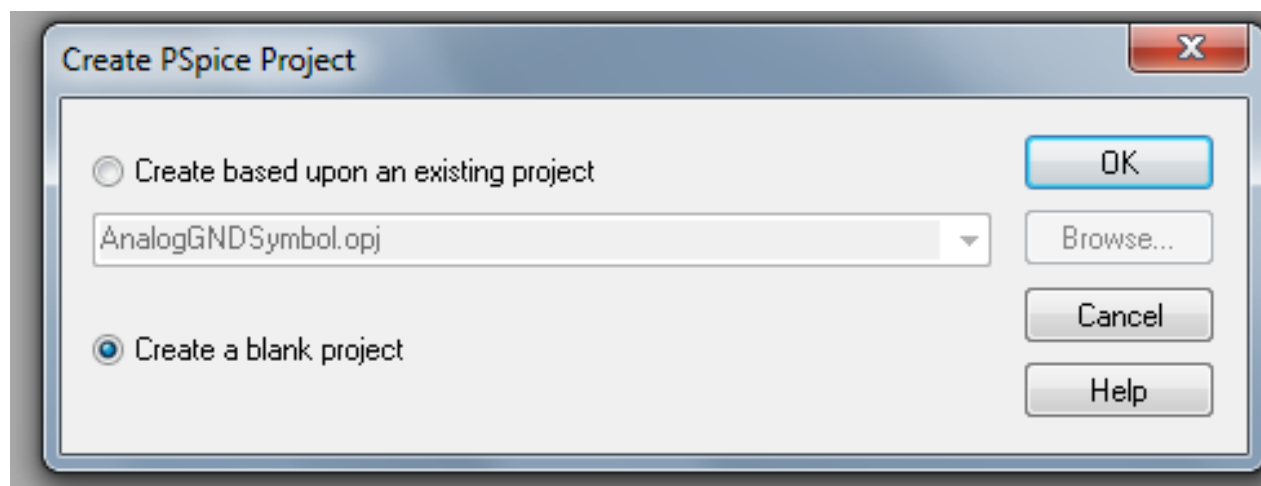 Create PSpice Project
Create based upon an existing project
OK
AnalogGNDSymbol.opj
Browse...
Cancel
Create a blank project
Help